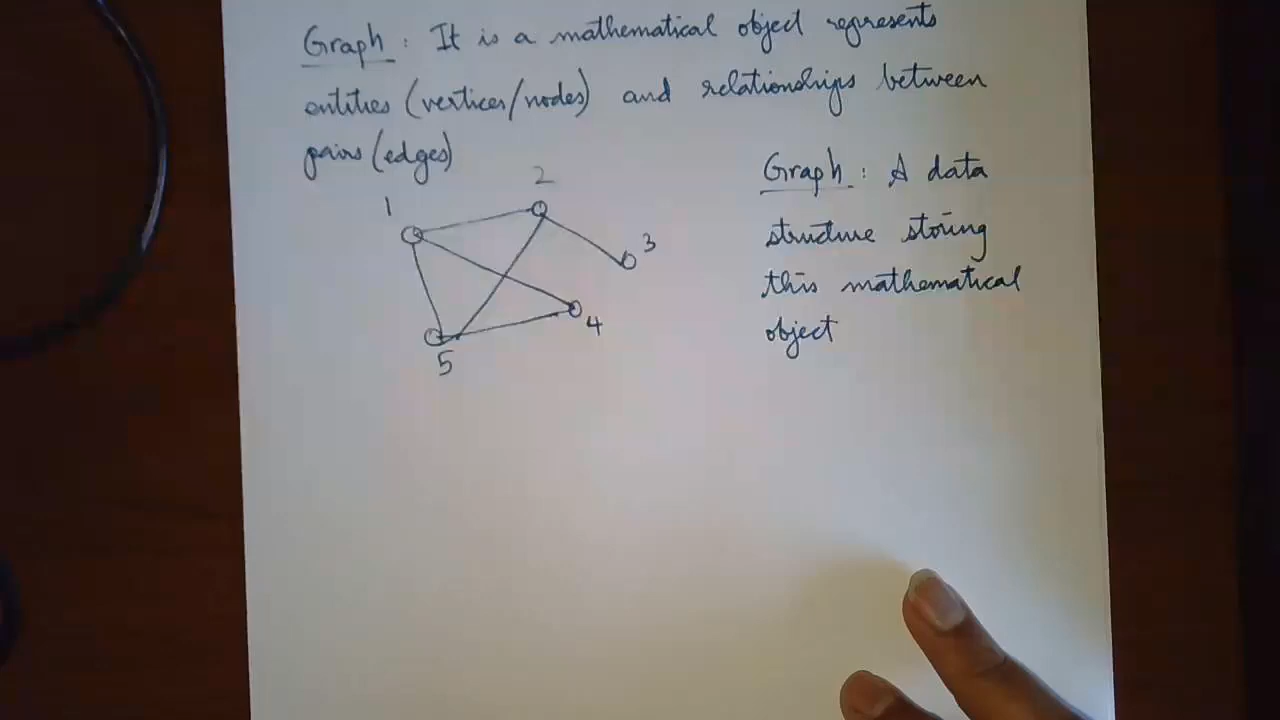 Graph : It is a mathematical object represents
entities (vertices/nodes) and relationships between
pairs (edges)
Graph : A data
structure storing
this mathematical
object
1
2
3
4
5